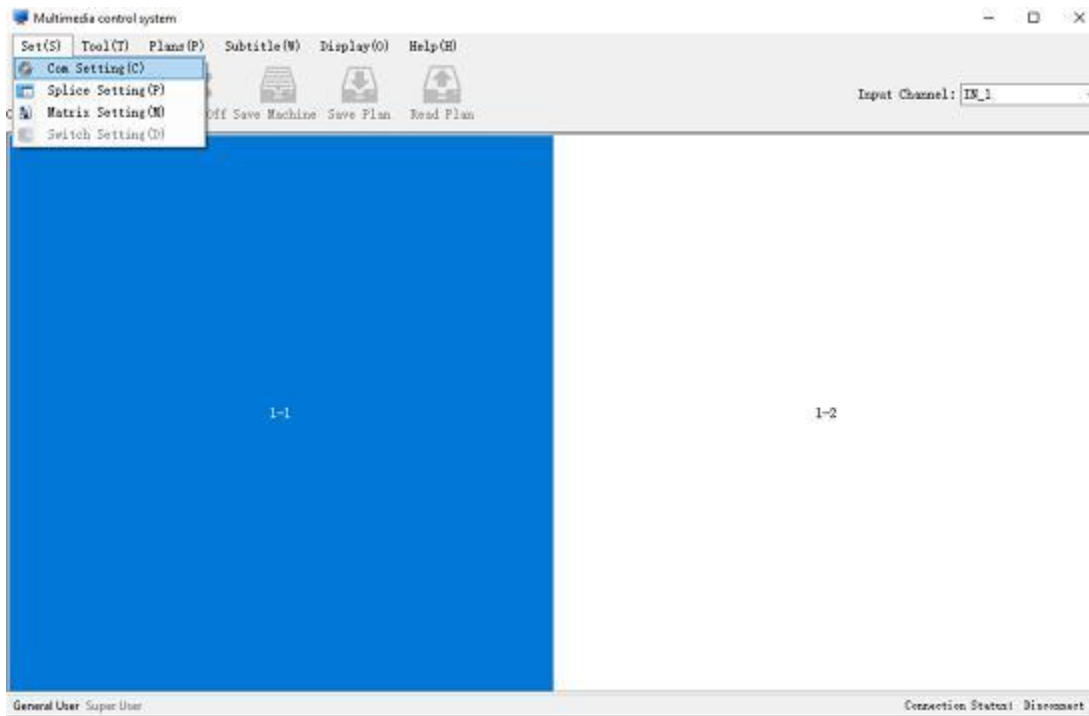 Multimedia control system
Set(S) Tool(T) Plans(P) Subtitle(W) Display(O) Help(H)
Com Setting(C)
Splice Setting(P)
Matrix Setting(M)
Switch Setting(D)
Off Save Machine Save Plan Read Plan
Input Channel: IN_1
1-1 1-2
General User Super User Connection Status: Disconnect